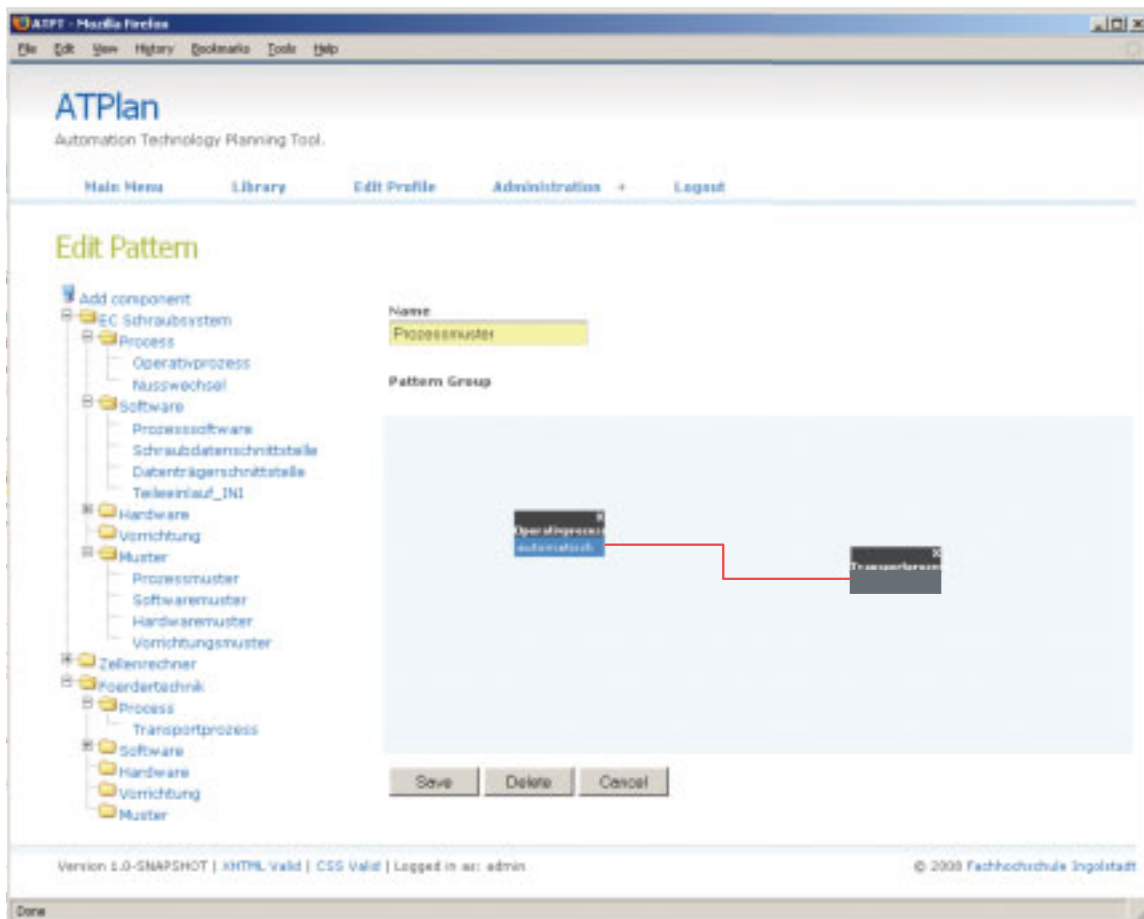 ATPT - Mozilla Firefox
File Edit View History Bookmarks Tools Help
ATPlan
Automation Technology Planning Tool.
Main Menu Library Edit Profile Administration + Logout
Edit Pattern
Add component
EC Schraubsystem
Process
Operativprozess
Nusswechsel
Software
Prozesssoftware
Schraubdatenschnittstelle
Datenträgerschnittstelle
Teileeinlauf_INI
Hardware
Vorrichtung
Muster
Prozessmuster
Softwaremuster
Hardwaremuster
Vorrichtungsmuster
Zellenrechner
Foerdertechnik
Process
Transportprozess
Software
Hardware
Vorrichtung
Muster
Name
Prozessmuster
Pattern Group
x
Operativprozess
automatisch
x
Transportprozess
Save Delete Cancel
Version 1.0-SNAPSHOT | XHTML Valid | CSS Valid | Logged in as: admin
© 2008 Fachhochschule Ingolstadt
Done